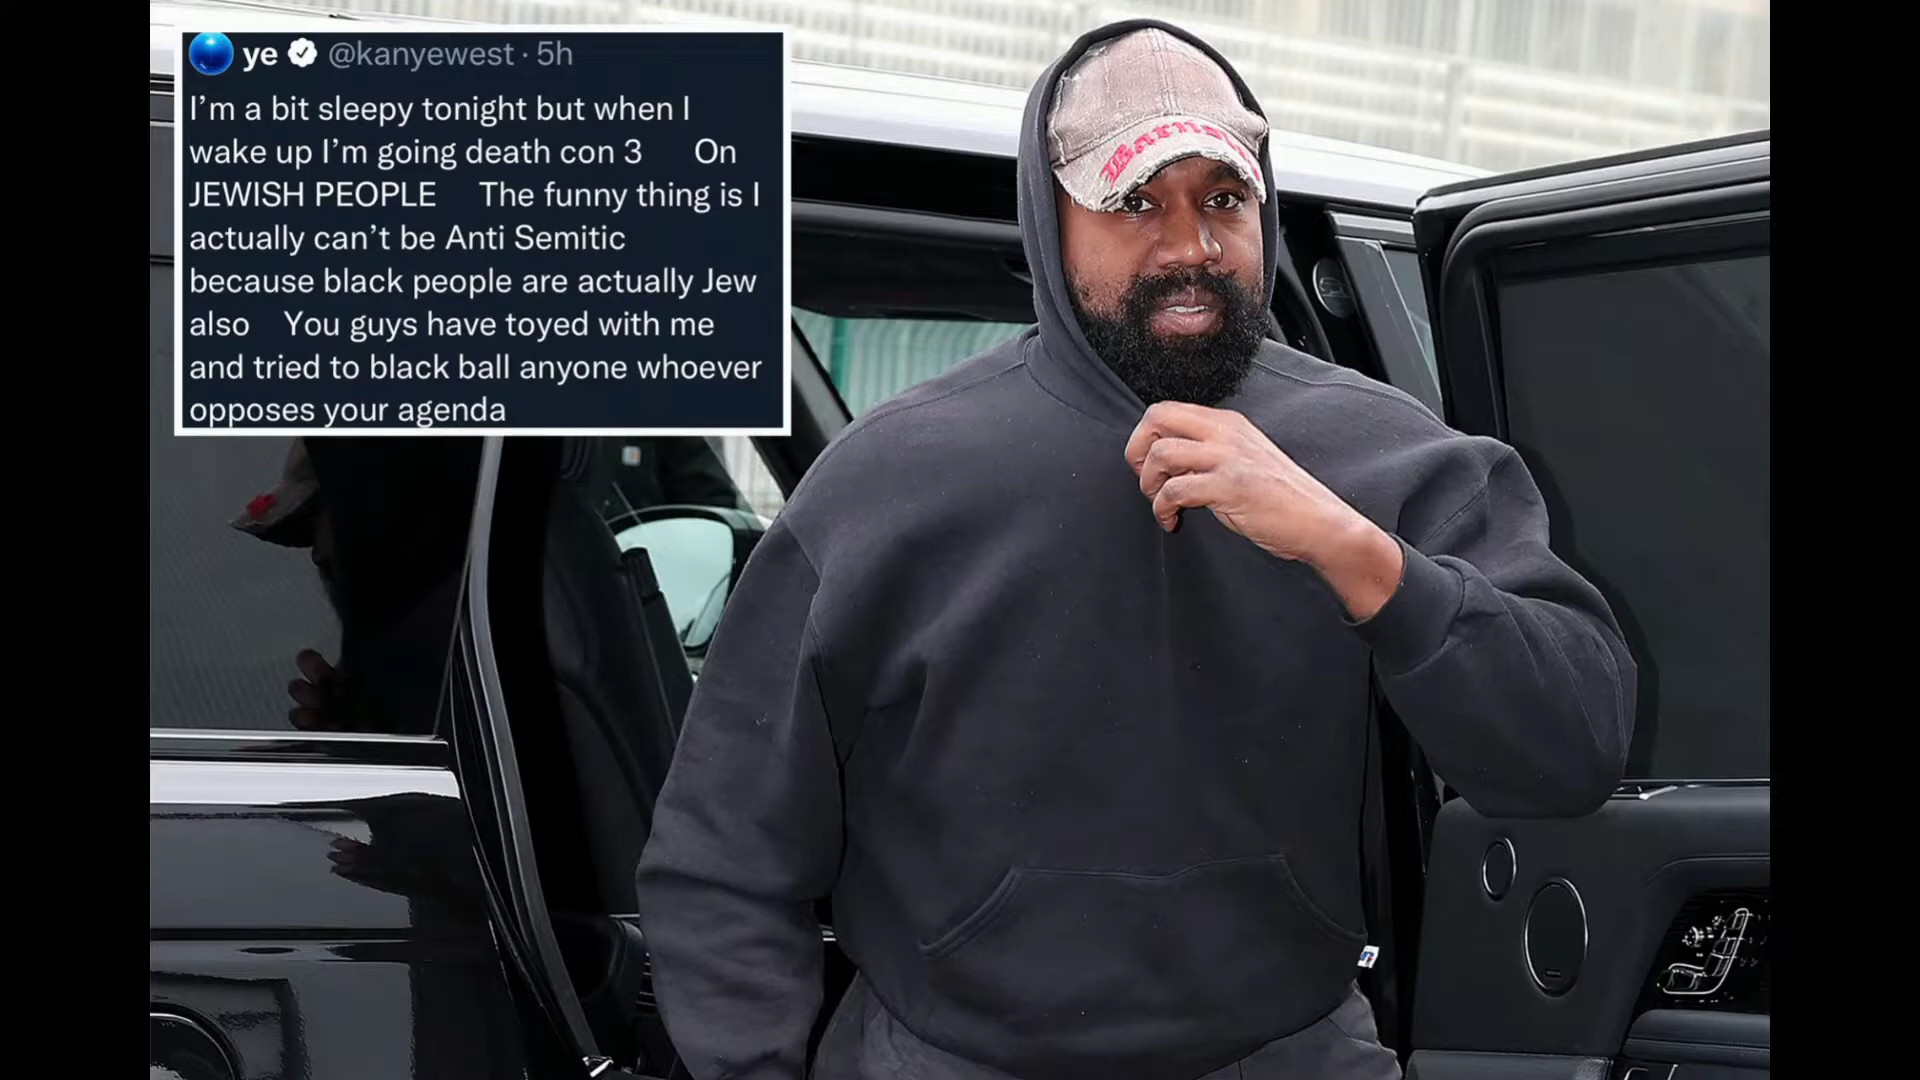 ye @kanyewest · 5h
I'm a bit sleepy tonight but when I
wake up I'm going death con 3 On
JEWISH PEOPLE The funny thing is I
actually can't be Anti Semitic
because black people are actually Jew
also You guys have toyed with me
and tried to black ball anyone whoever
opposes your agenda